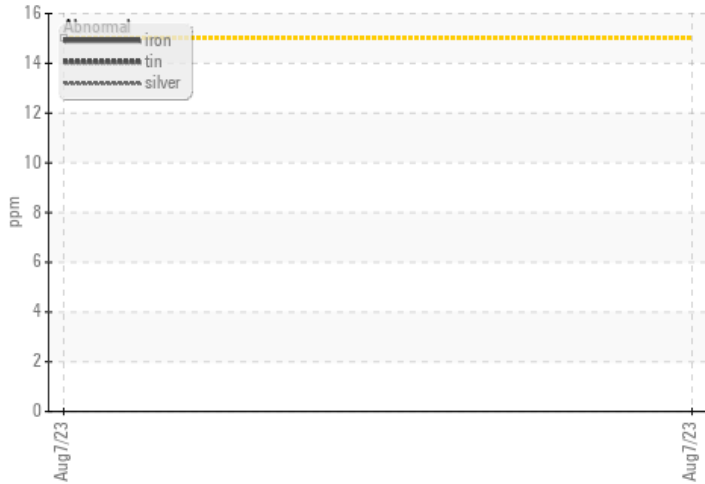 16
Abnormal
iron
14
tin
silver
12
10
ppm
8
6
4
2
0
Aug7/23
Aug7/23